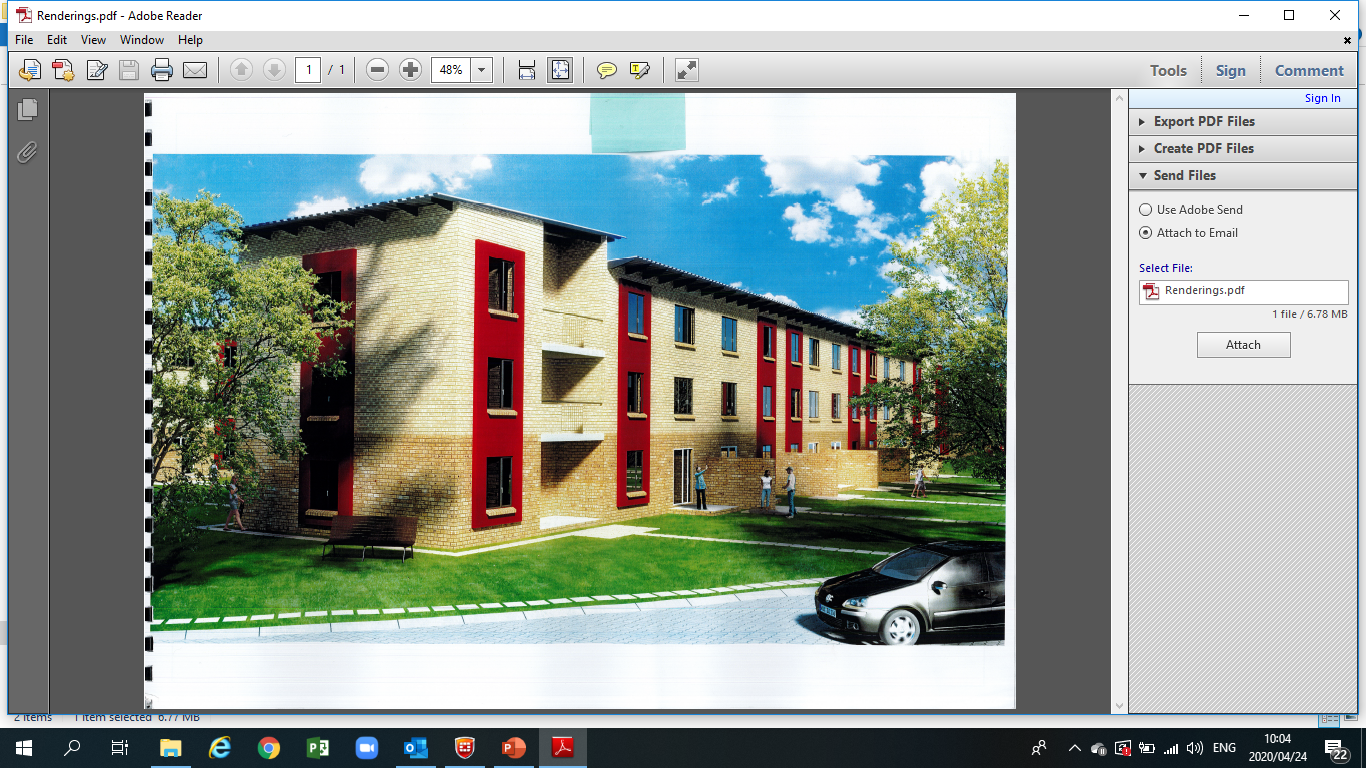 Renderings.pdf - Adobe Reader
File Edit View Window Help
1 / 1 48% Tools Sign Comment
Sign In
Export PDF Files
Create PDF Files
Send Files
Use Adobe Send
Attach to Email
Select File:
Renderings.pdf
1 file / 6.78 MB
Attach
2 items 1 item selected 6.77 MB
ENG
10:04
2020/04/24
22